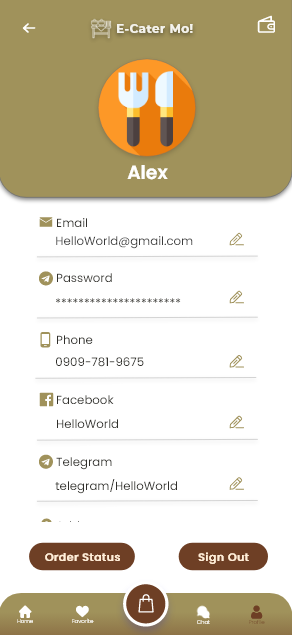 E-Cater Mo!
Alex
Email
HelloWorld@gmail.com
Password
**********************
Phone
0909-781-9675
Facebook
HelloWorld
Telegram
telegram/HelloWorld
Order Status
Sign Out
Home
Favorite
Chat
Profile